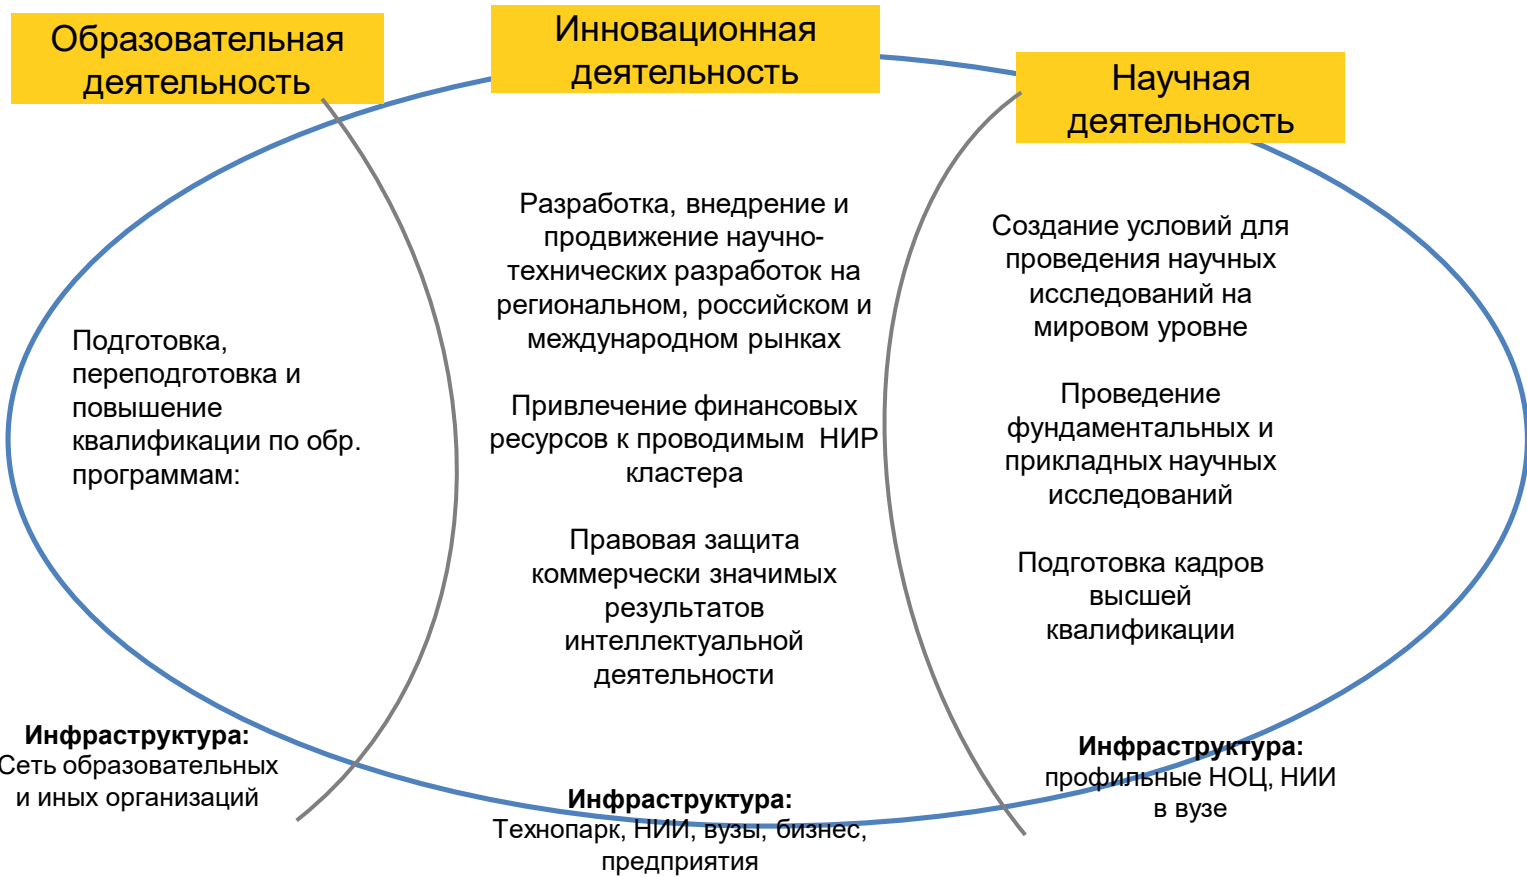 Образовательная
деятельность
Инновационная
деятельность
Научная
деятельность
Подготовка,
переподготовка и
повышение
квалификации по обр.
программам:
Разработка, внедрение и
продвижение научно-
технических разработок на
региональном, российском и
международном рынках
Привлечение финансовых
ресурсов к проводимым НИР
кластера
Правовая защита
коммерчески значимых
результатов
интеллектуальной
деятельности
Создание условий для
проведения научных
исследований на
мировом уровне
Проведение
фундаментальных и
прикладных научных
исследований
Подготовка кадров
высшей
квалификации
Инфраструктура:
Сеть образовательных
и иных организаций
Инфраструктура:
Технопарк, НИИ, вузы, бизнес,
предприятия
Инфраструктура:
профильные НОЦ, НИИ
в вузе